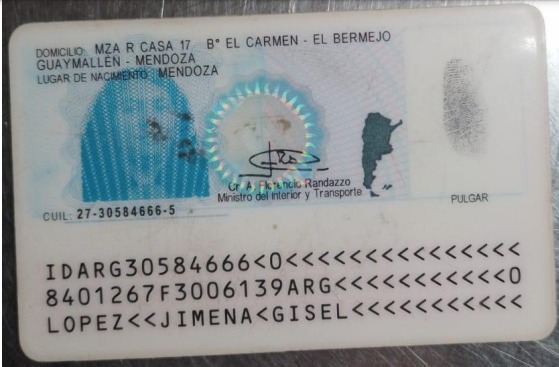 DOMICILIO: MZA R CASA 17 B° EL CARMEN - EL BERMEJO
GUAYMALLÉN - MENDOZA
LUGAR DE NACIMIENTO: MENDOZA
Cr. A. Florencio Randazzo
Ministro del Interior y Transporte
PULGAR
CUIL: 27-30584666-5
IDARG30584666<0<<<<<<<<<<<<<<<
8401267F3006139ARG<<<<<<<<<<<0
LOPEZ<<JIMENA<GISEL<<<<<<<<<<<